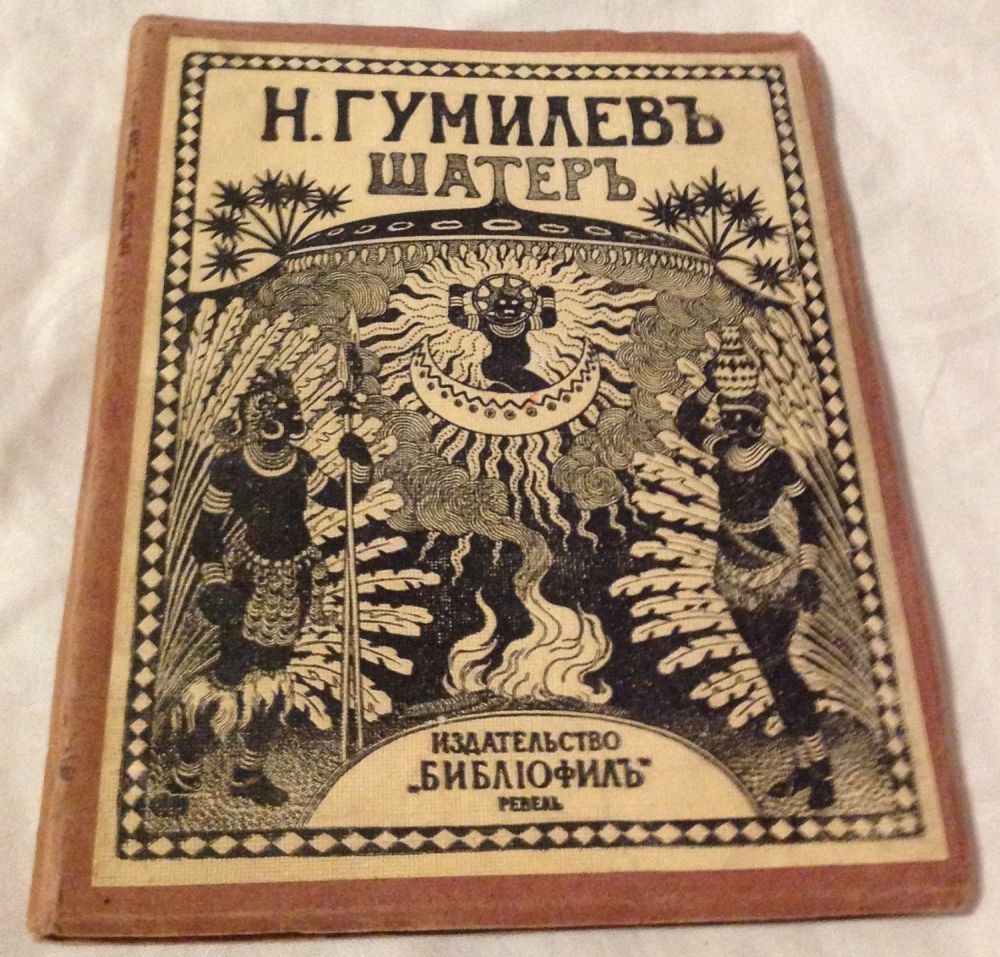 Н. ГУМИЛЕВЪ
ШАТЕРЪ
ИЗДАТЕЛЬСТВО
„БИБЛІОФИЛЪ"
РЕВЕЛЬ